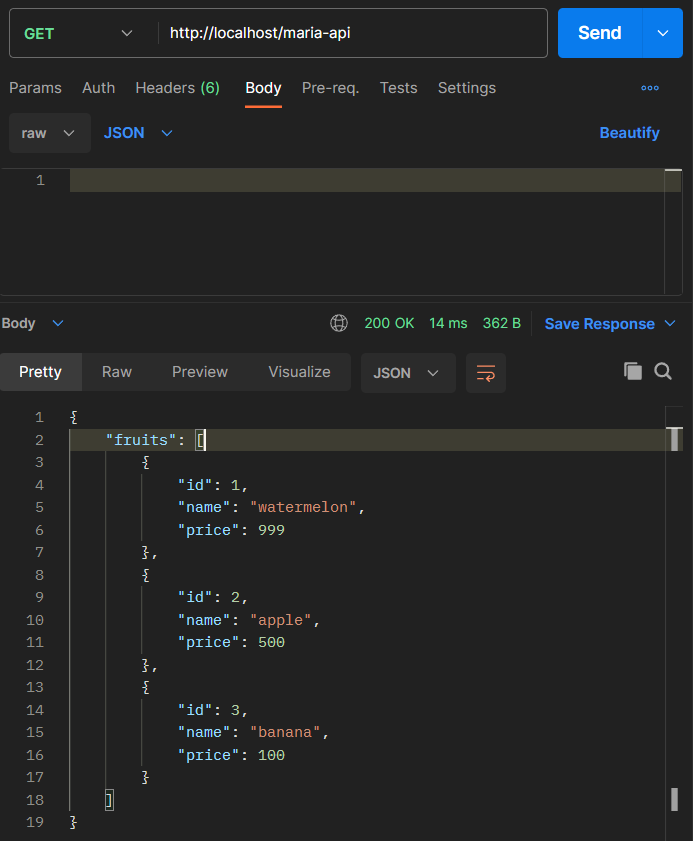 GET http://localhost/maria-api Send
Params Auth Headers (6) Body Pre-req. Tests Settings
raw JSON Beautify
1
Body 200 OK 14 ms 362 B Save Response
Pretty Raw Preview Visualize JSON
1 {
2 "fruits": [
3 {
4 "id": 1,
5 "name": "watermelon",
6 "price": 999
7 },
8 {
9 "id": 2,
10 "name": "apple",
11 "price": 500
12 },
13 {
14 "id": 3,
15 "name": "banana",
16 "price": 100
17 }
18 ]
19 }